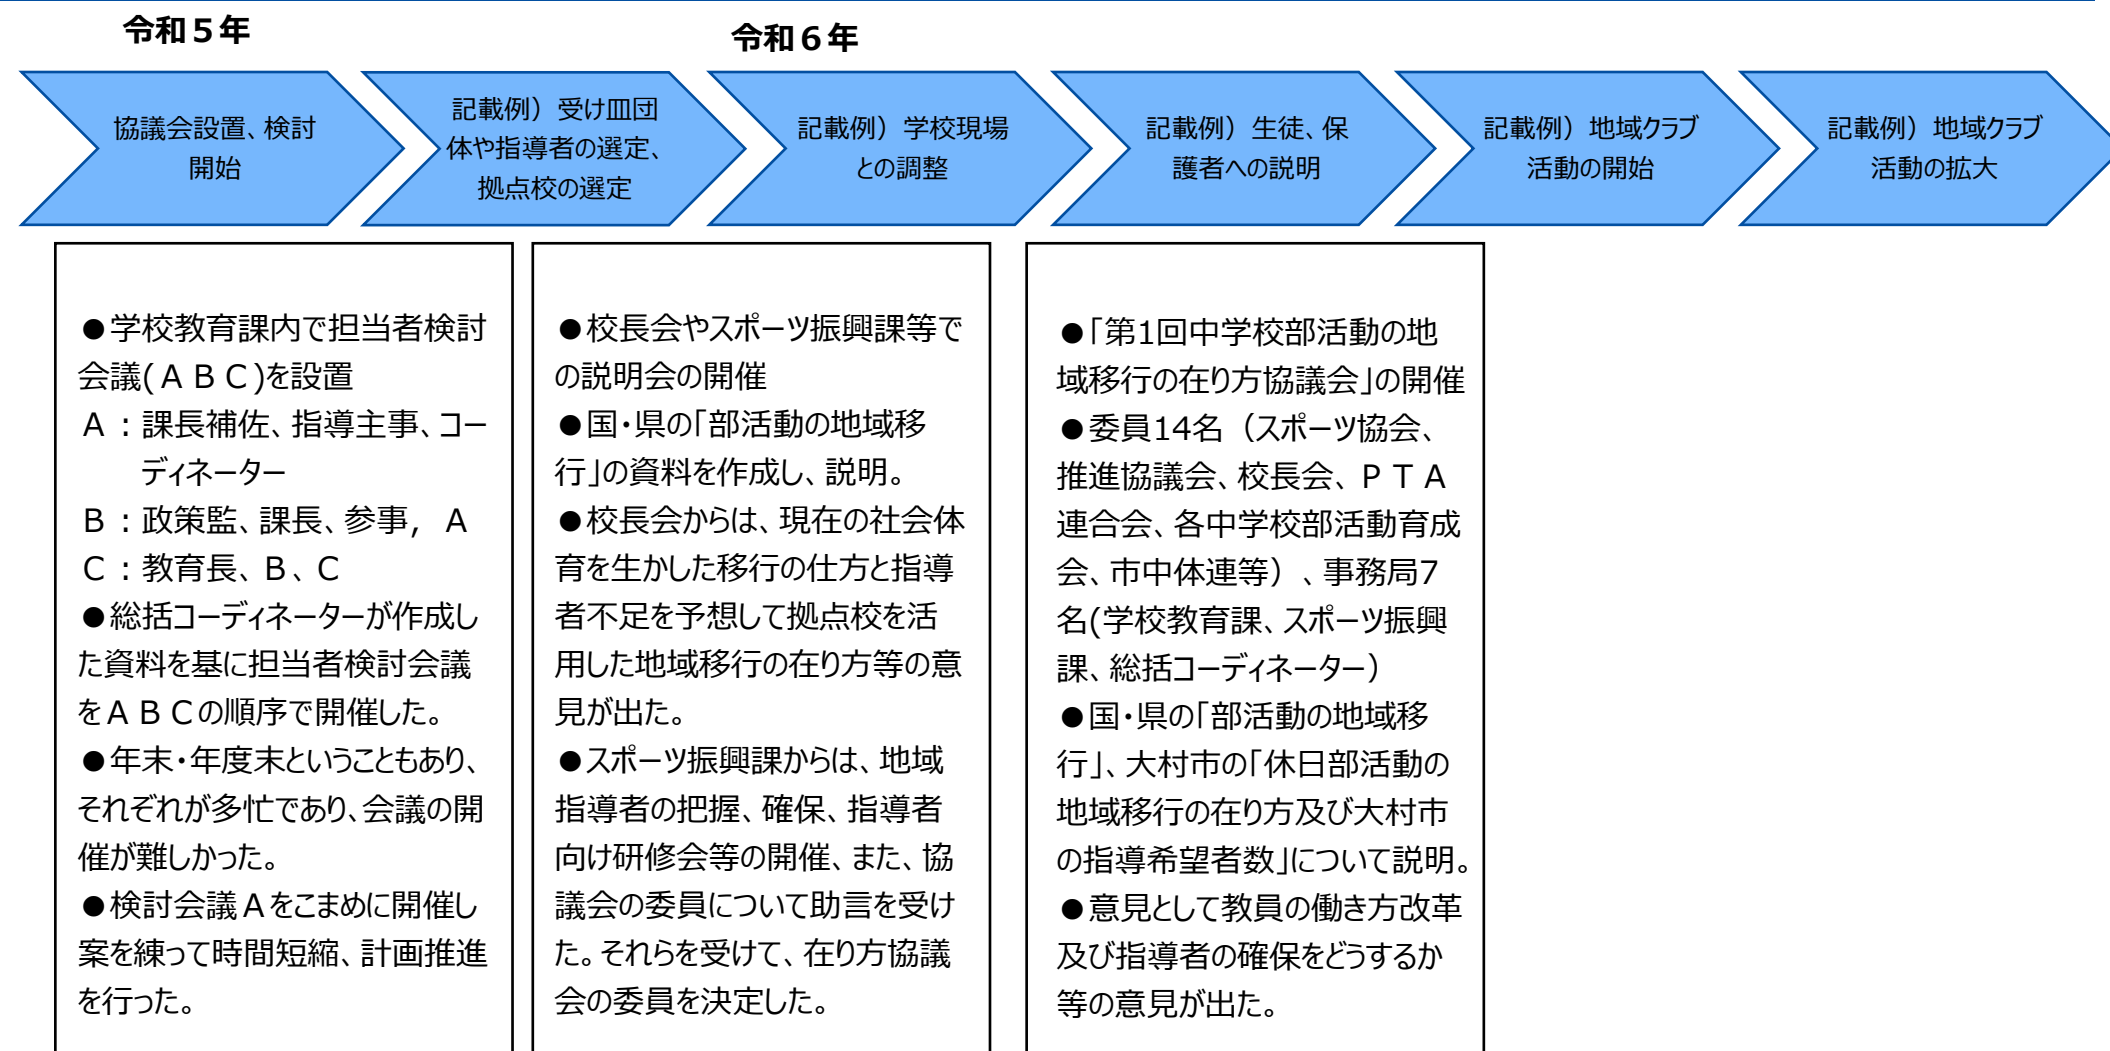 令和５年
令和６年
協議会設置、検討
開始
記載例）受け皿団
体や指導者の選定、
拠点校の選定
記載例）学校現場
との調整
記載例）生徒、保
護者への説明
記載例）地域クラブ
活動の開始
記載例）地域クラブ
活動の拡大
●学校教育課内で担当者検討
会議(ＡＢＣ)を設置
Ａ：課長補佐、指導主事、コー
ディネーター
Ｂ：政策監、課長、参事，Ａ
Ｃ：教育長、Ｂ、Ｃ
●総括コーディネーターが作成し
た資料を基に担当者検討会議
をＡＢＣの順序で開催した。
●年末・年度末ということもあり、
それぞれが多忙であり、会議の開
催が難しかった。
●検討会議Ａをこまめに開催し
案を練って時間短縮、計画推進
を行った。
●校長会やスポーツ振興課等で
の説明会の開催
●国・県の「部活動の地域移
行」の資料を作成し、説明。
●校長会からは、現在の社会体
育を生かした移行の仕方と指導
者不足を予想して拠点校を活
用した地域移行の在り方等の意
見が出た。
●スポーツ振興課からは、地域
指導者の把握、確保、指導者
向け研修会等の開催、また、協
議会の委員について助言を受け
た。それらを受けて、在り方協議
会の委員を決定した。
●「第1回中学校部活動の地
域移行の在り方協議会」の開催
●委員14名（スポーツ協会、
推進協議会、校長会、ＰＴＡ
連合会、各中学校部活動育成
会、市中体連等）、事務局7
名(学校教育課、スポーツ振興
課、総括コーディネーター）
●国・県の「部活動の地域移
行」、大村市の「休日部活動の
地域移行の在り方及び大村市
の指導希望者数」について説明。
●意見として教員の働き方改革
及び指導者の確保をどうするか
等の意見が出た。